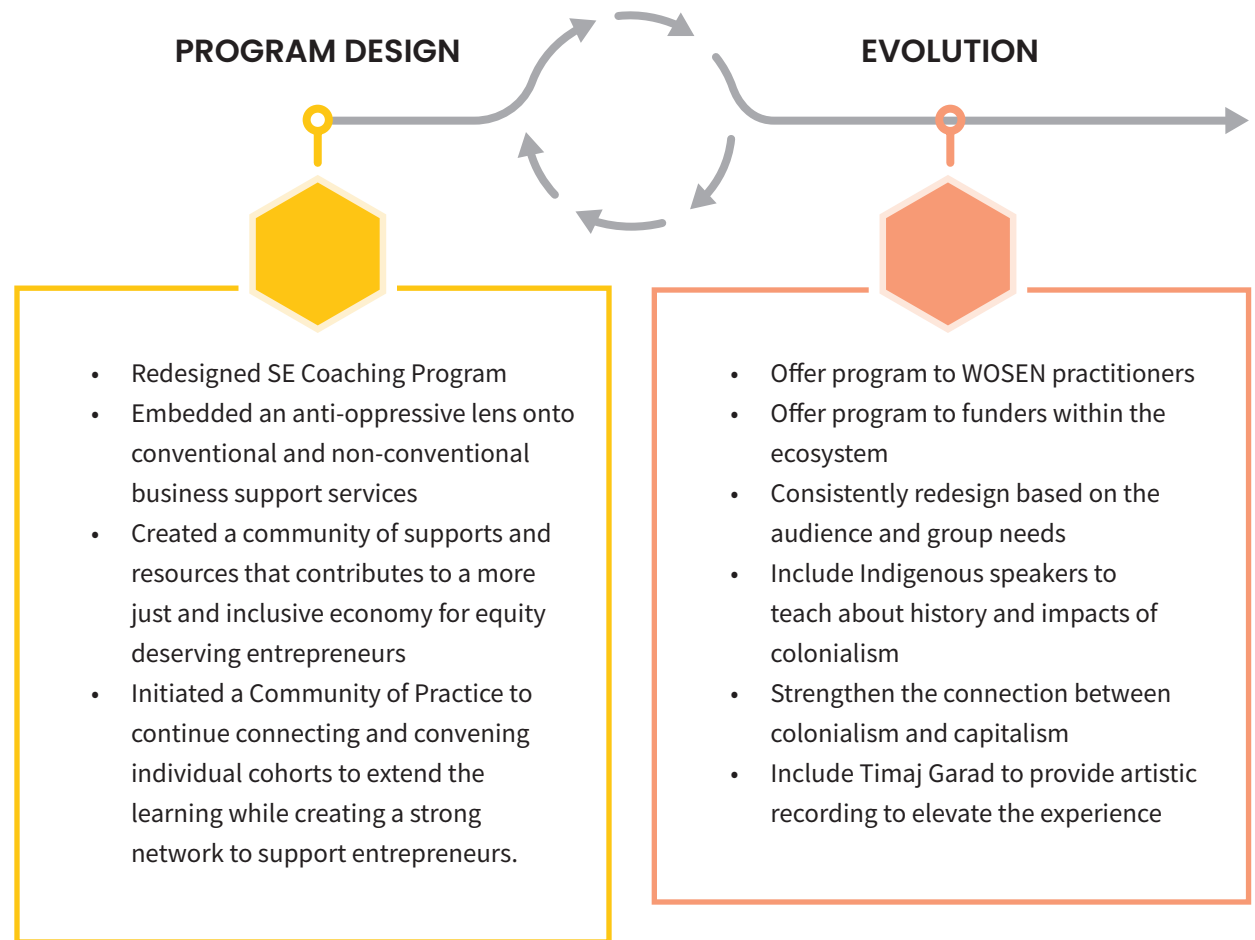 PROGRAM DESIGN
• Redesigned SE Coaching Program
• Embedded an anti-oppressive lens onto
conventional and non-conventional
business support services
• Created a community of supports and
resources that contributes to a more
just and inclusive economy for equity
deserving entrepreneurs
• Initiated a Community of Practice to
continue connecting and convening
individual cohorts to extend the
learning while creating a strong
network to support entrepreneurs.
EVOLUTION
• Offer program to WOSEN practitioners
• Offer program to funders within the
ecosystem
• Consistently redesign based on the
audience and group needs
• Include Indigenous speakers to
teach about history and impacts of
colonialism
• Strengthen the connection between
colonialism and capitalism
• Include Timaj Garad to provide artistic
recording to elevate the experience